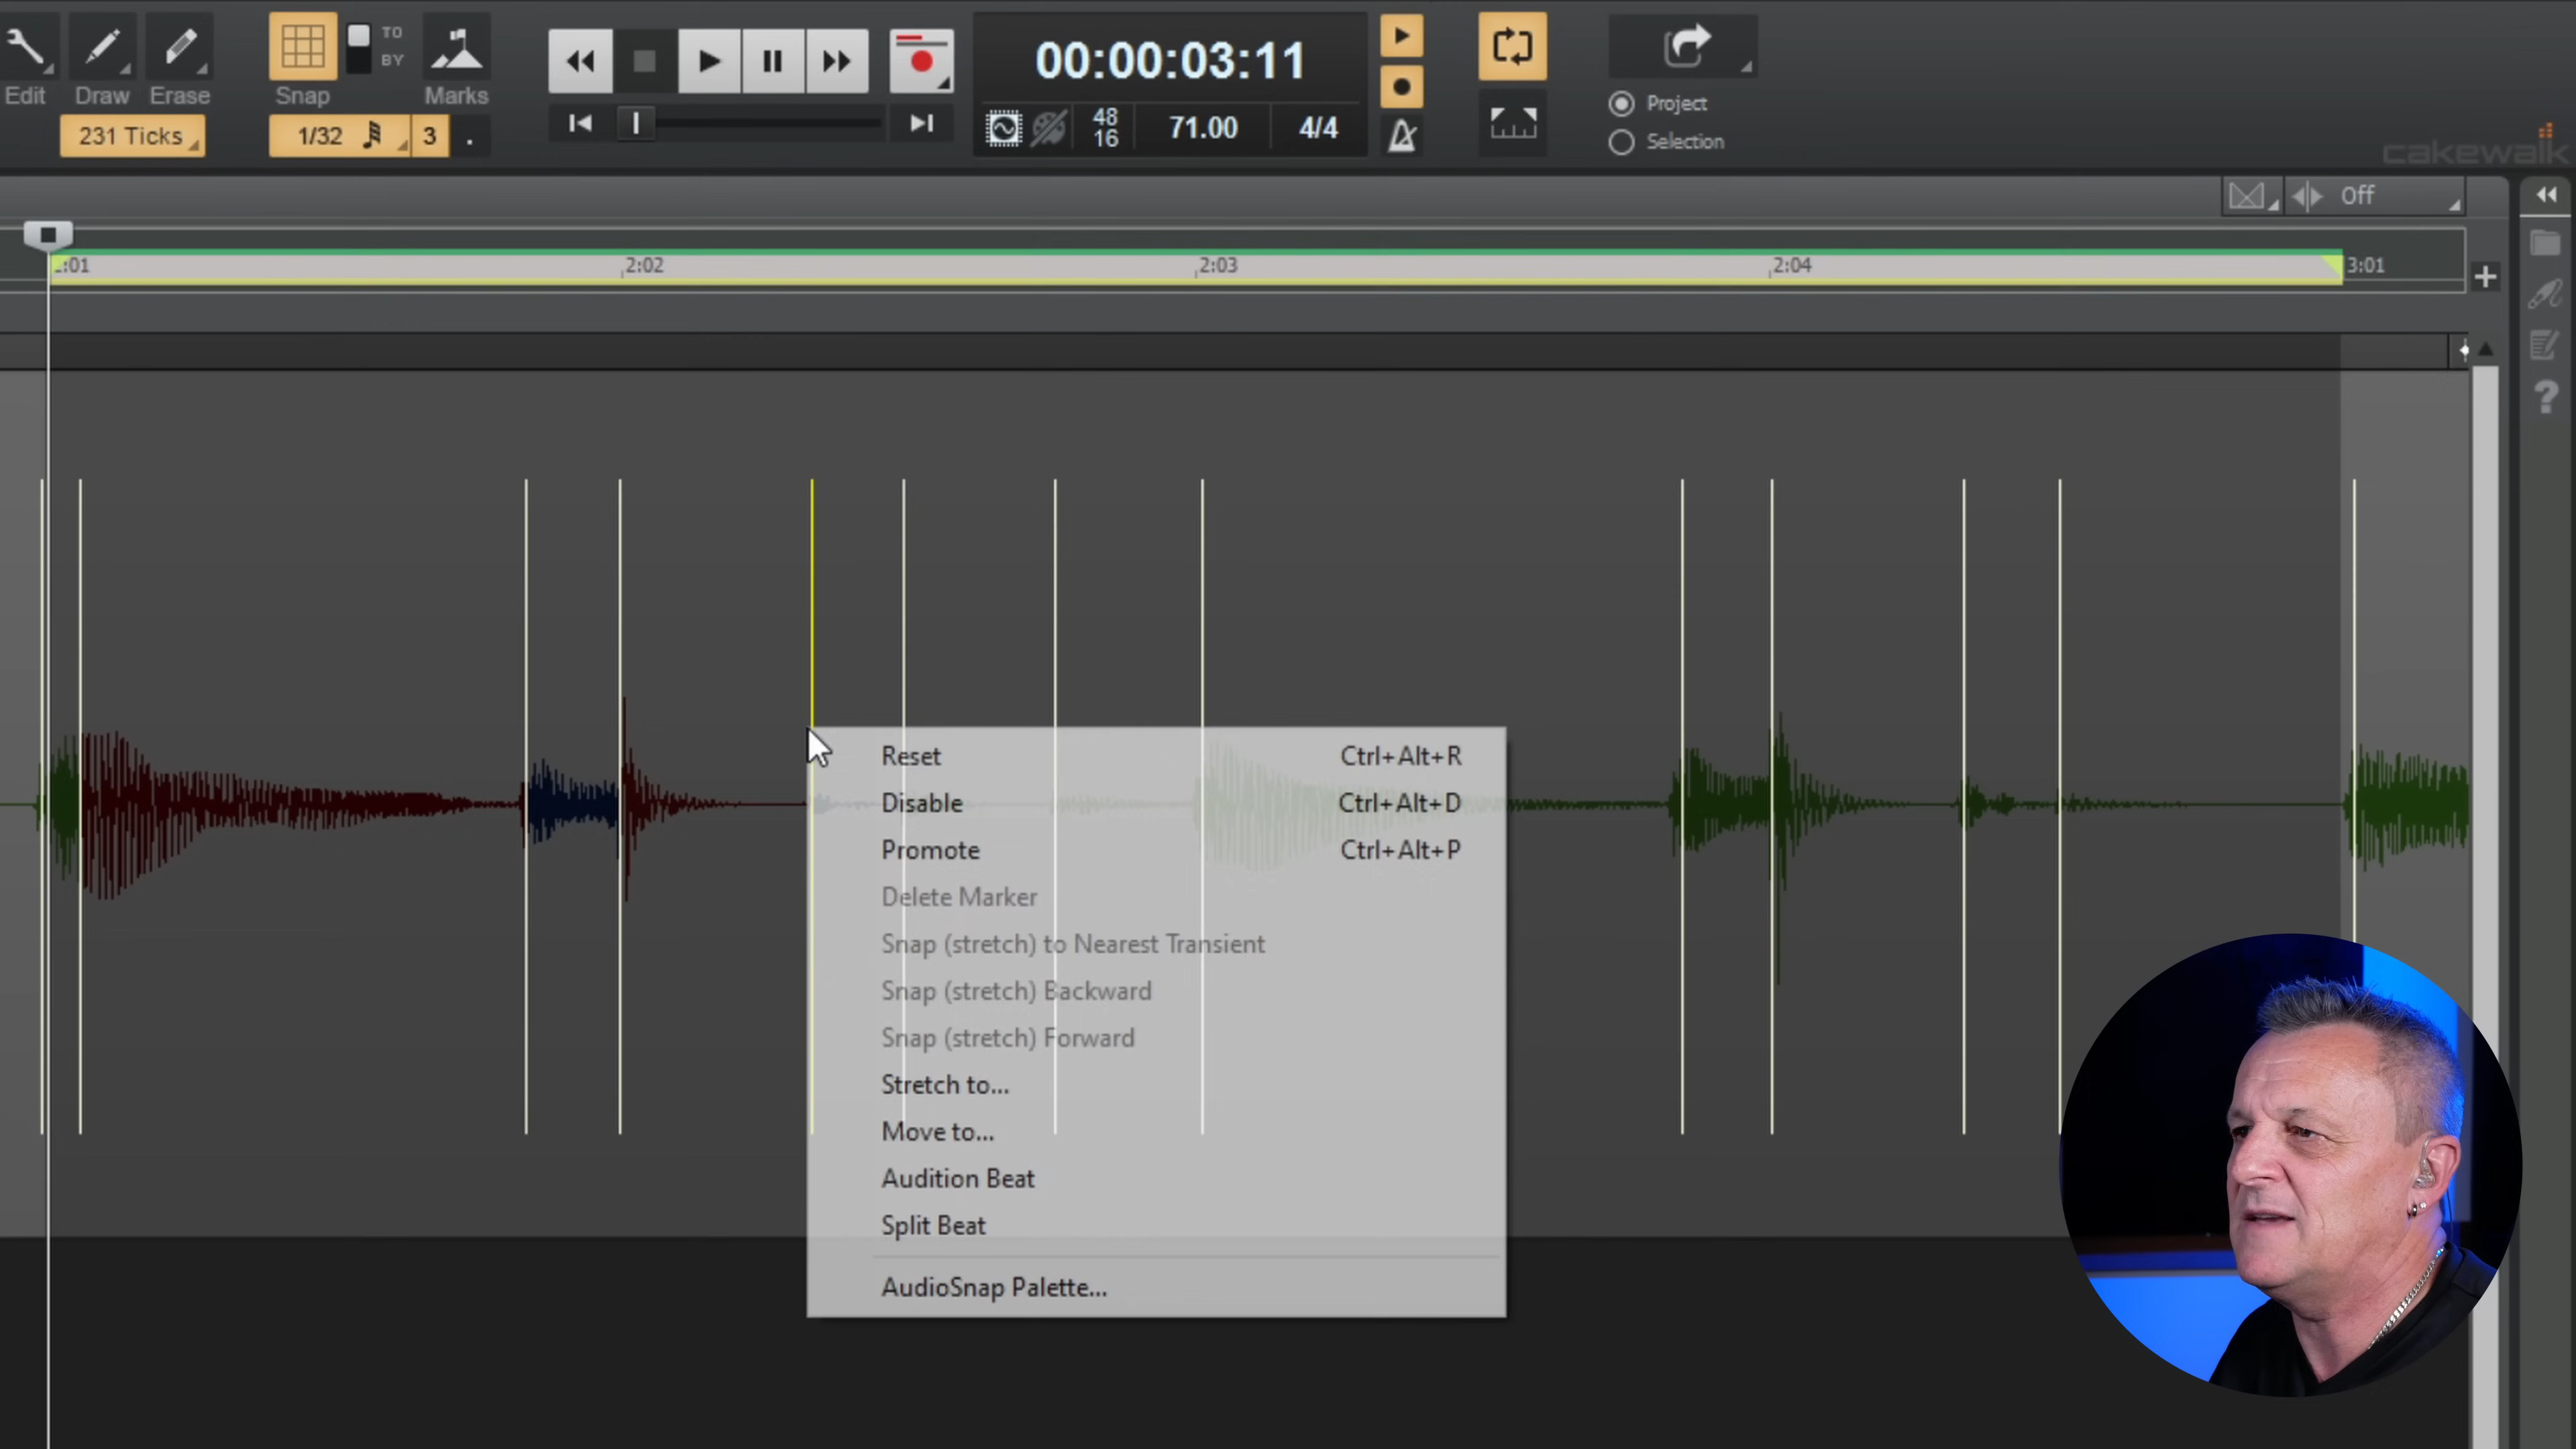 TO
BY
Edit Draw Erase Snap Marks
231 Ticks 1/32 3 .
00:00:03:11
48
16
71.00 4/4
Project
Selection
cakewalk
Off
2:02 2:03 2:04 3:01
Reset Ctrl+Alt+R
Disable Ctrl+Alt+D
Promote Ctrl+Alt+P
Delete Marker
Snap (stretch) to Nearest Transient
Snap (stretch) Backward
Snap (stretch) Forward
Stretch to...
Move to...
Audition Beat
Split Beat
AudioSnap Palette...